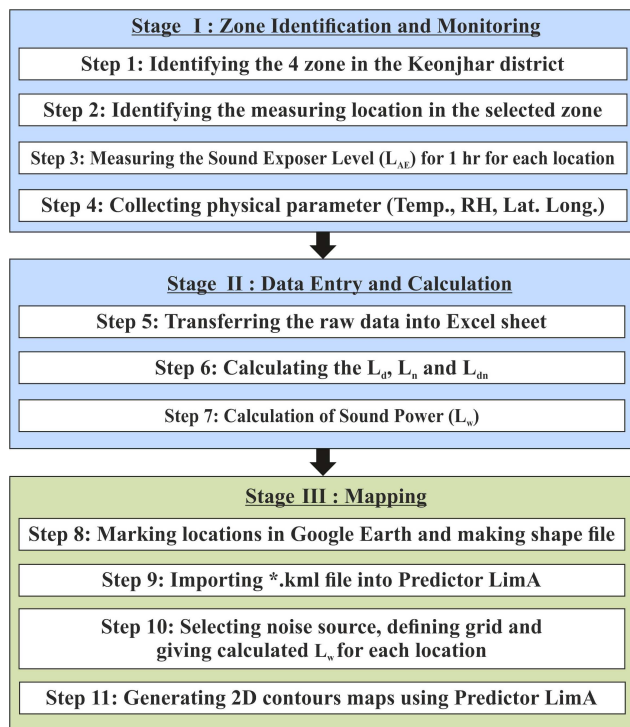 Stage I : Zone Identification and Monitoring
Step 1: Identifying the 4 zone in the Keonjhar district
Step 2: Identifying the measuring location in the selected zone
Step 3: Measuring the Sound Exposer Level (L_AE) for 1 hr for each location
Step 4: Collecting physical parameter (Temp., RH, Lat. Long.)
Stage II : Data Entry and Calculation
Step 5: Transferring the raw data into Excel sheet
Step 6: Calculating the L_d, L_n and L_dn
Step 7: Calculation of Sound Power (L_w)
Stage III : Mapping
Step 8: Marking locations in Google Earth and making shape file
Step 9: Importing *.kml file into Predictor LimA
Step 10: Selecting noise source, defining grid and
giving calculated L_w for each location
Step 11: Generating 2D contours maps using Predictor LimA